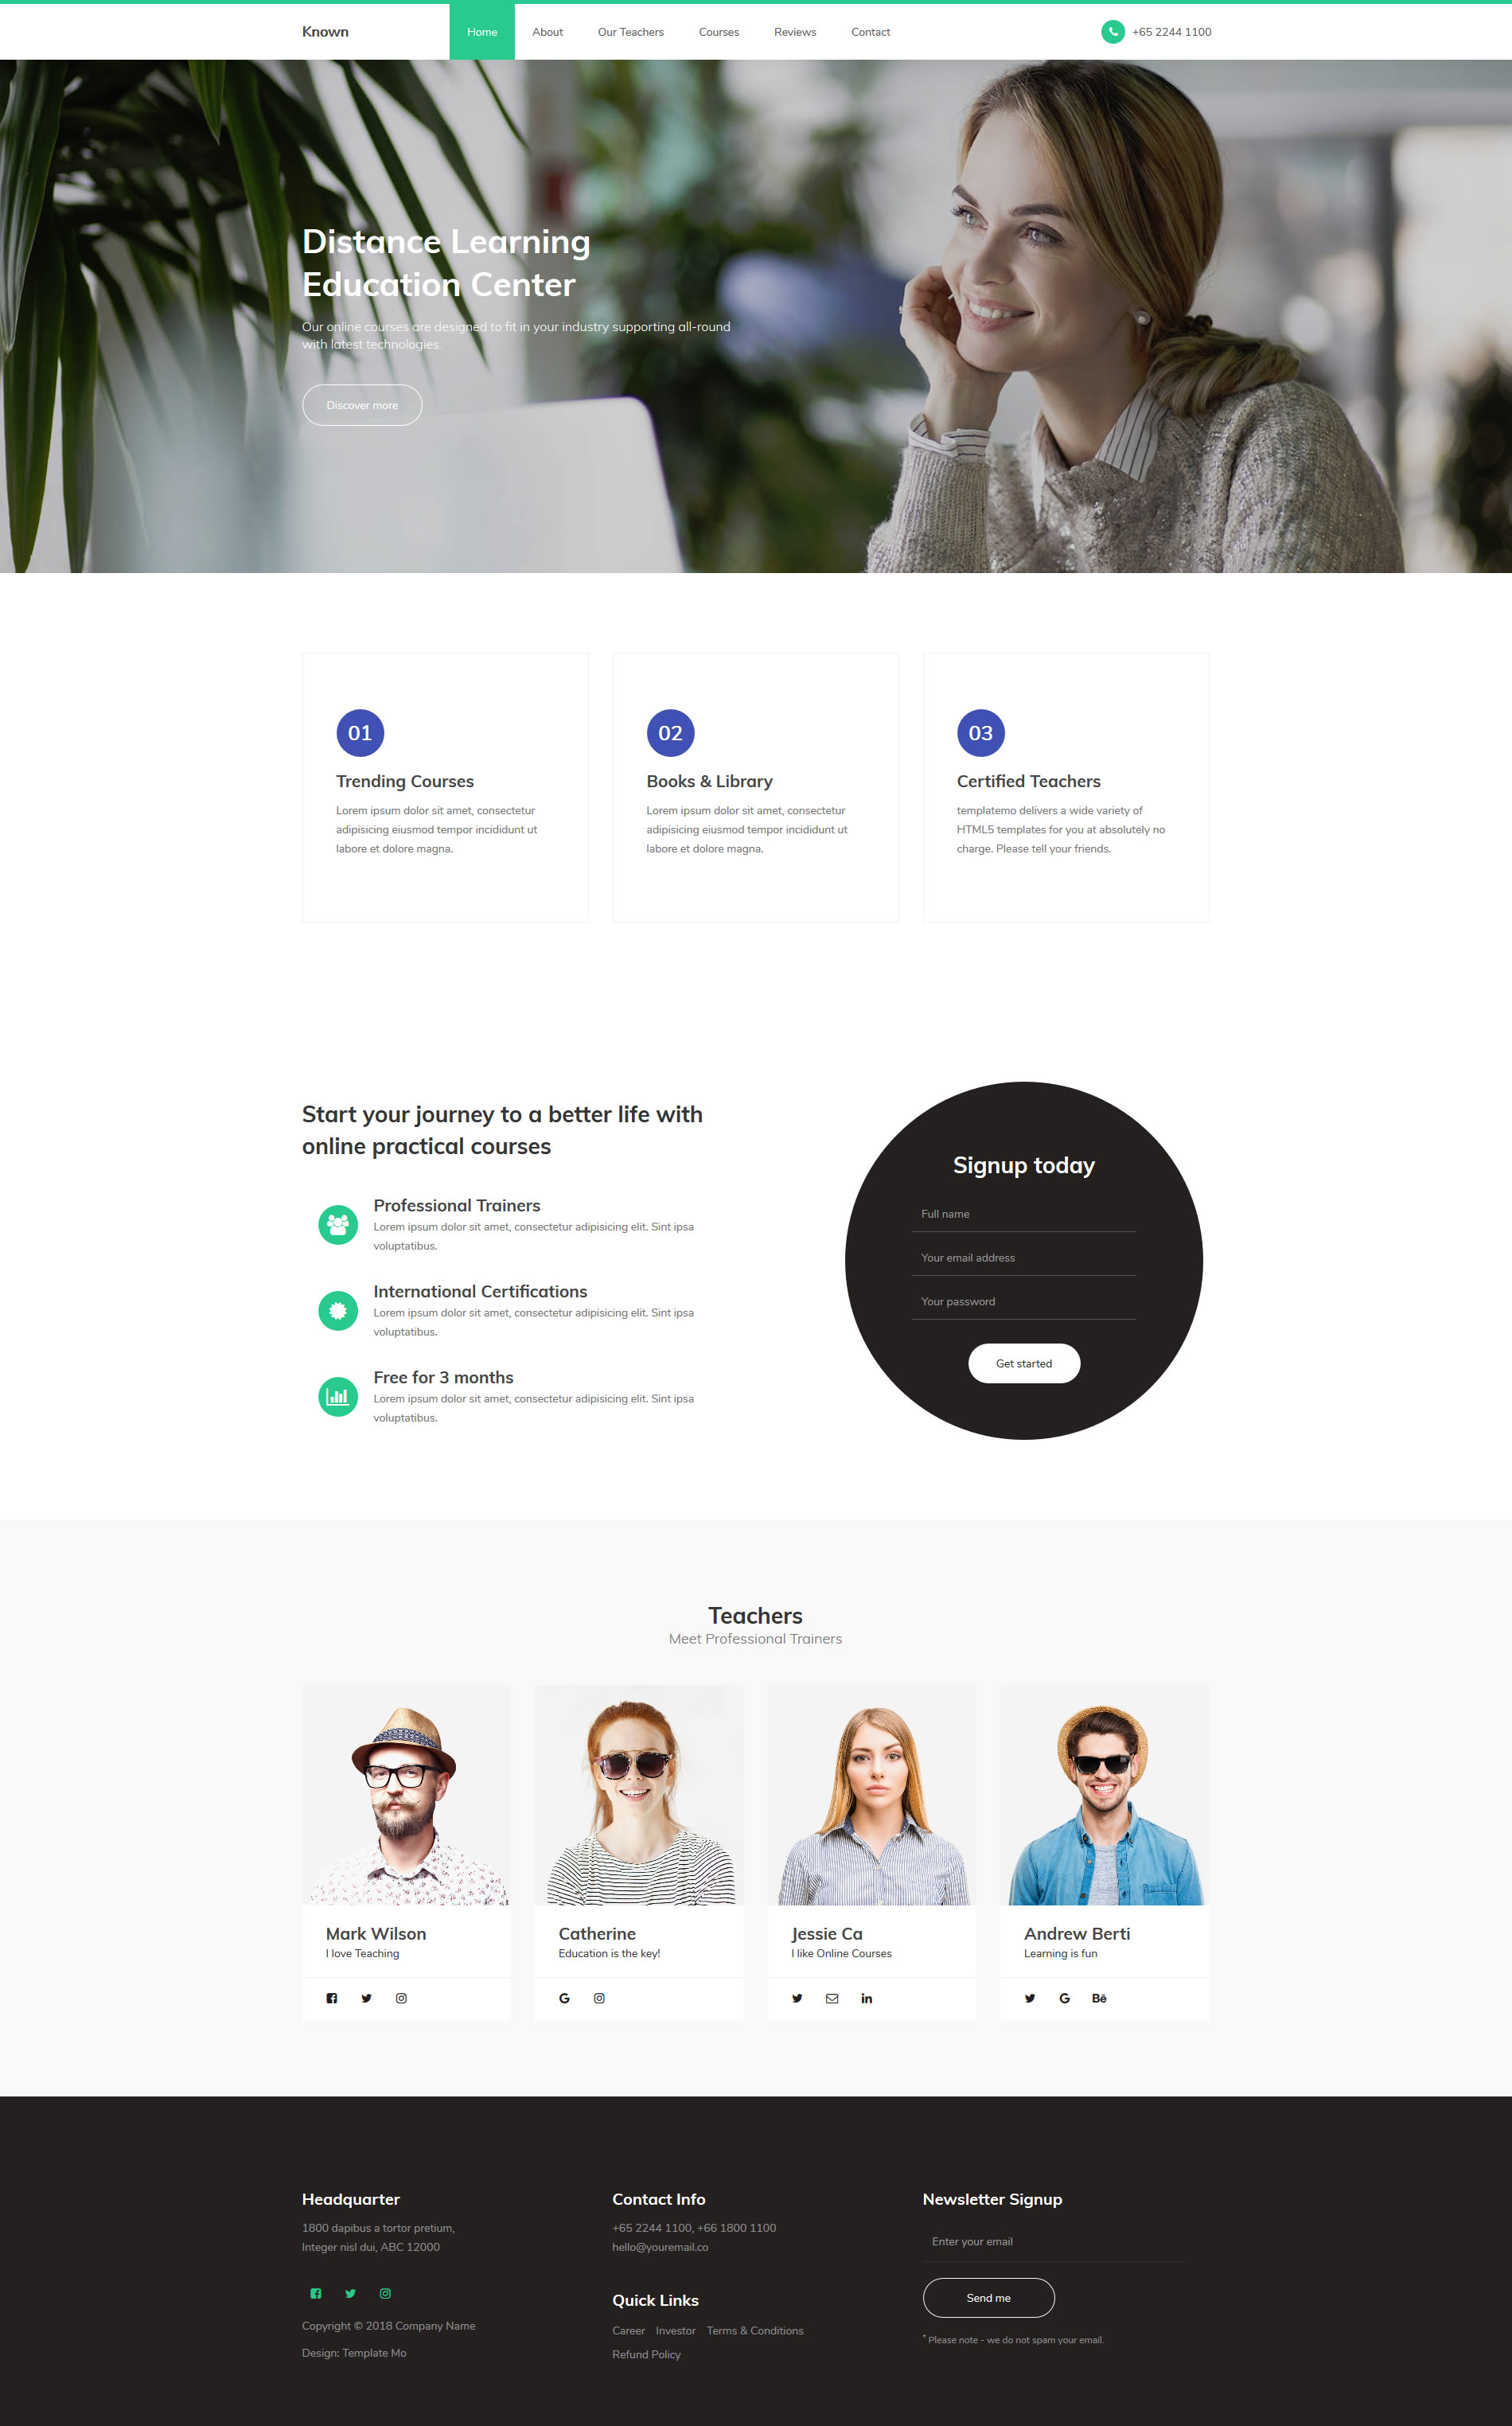 Known
Home
About
Our Teachers
Courses
Reviews
Contact
+65 2244 1100
Distance Learning
Education Center
Our online courses are designed to fit in your industry supporting all-round
with latest technologies.
Discover more
01
Trending Courses
Lorem ipsum dolor sit amet, consectetur
adipisicing eiusmod tempor incididunt ut
labore et dolore magna.
02
Books & Library
Lorem ipsum dolor sit amet, consectetur
adipisicing eiusmod tempor incididunt ut
labore et dolore magna.
03
Certified Teachers
templatemo delivers a wide variety of
HTML5 templates for you at absolutely no
charge. Please tell your friends.
Start your journey to a better life with
online practical courses
Professional Trainers
Lorem ipsum dolor sit amet, consectetur adipisicing elit. Sint ipsa
voluptatibus.
International Certifications
Lorem ipsum dolor sit amet, consectetur adipisicing elit. Sint ipsa
voluptatibus.
Free for 3 months
Lorem ipsum dolor sit amet, consectetur adipisicing elit. Sint ipsa
voluptatibus.
Signup today
Full name
Your email address
Your password
Get started
Teachers
Meet Professional Trainers
Mark Wilson
I love Teaching
Catherine
Education is the key!
Jessie Ca
I like Online Courses
Andrew Berti
Learning is fun
Headquarter
1800 dapibus a tortor pretium,
Integer nisl dui, ABC 12000
Copyright © 2018 Company Name
Design: Template Mo
Contact Info
+65 2244 1100, +66 1800 1100
hello@youremail.co
Quick Links
Career Investor Terms & Conditions
Refund Policy
Newsletter Signup
Enter your email
Send me
* Please note - we do not spam your email.